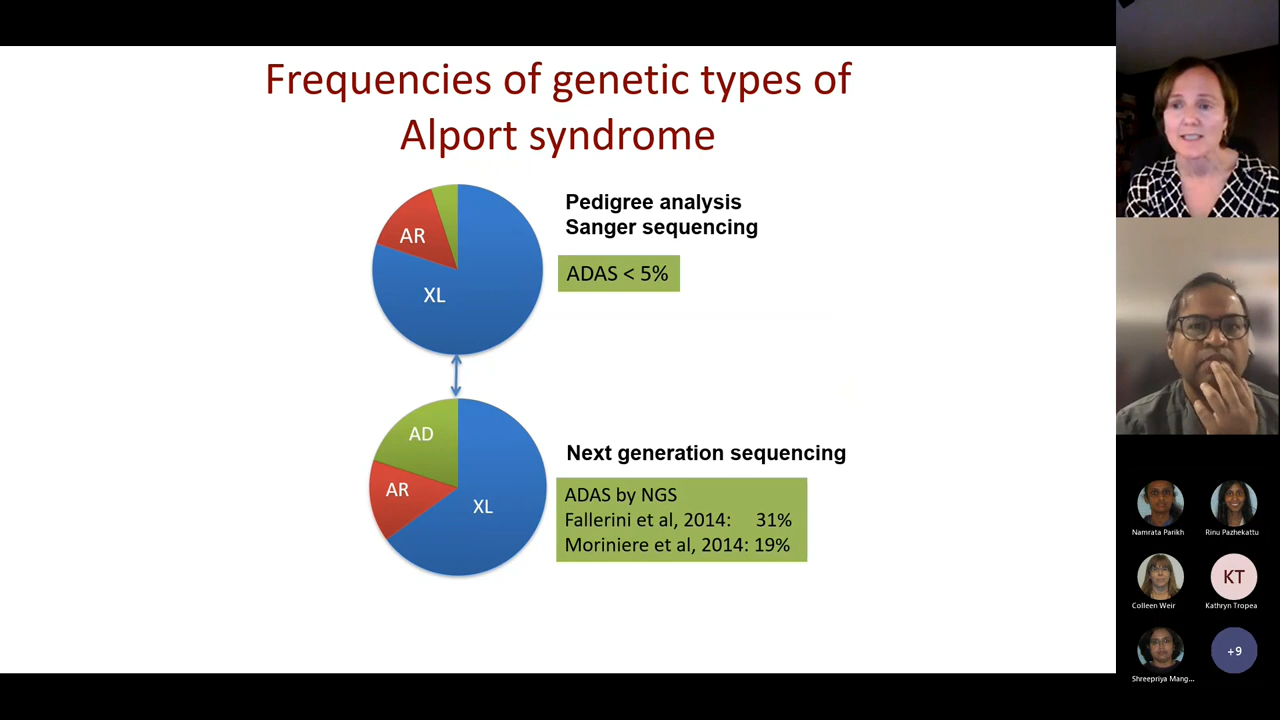 Frequencies of genetic types of
Alport syndrome
AR
XL
Pedigree analysis
Sanger sequencing
ADAS < 5%
AD
AR
XL
Next generation sequencing
ADAS by NGS
Fallerini et al, 2014: 31%
Moriniere et al, 2014: 19%
Namrata Parikh
Rinu Pazhekattu
KT
Colleen Weir
Kathryn Tropea
+9
Shreepriya Mang...